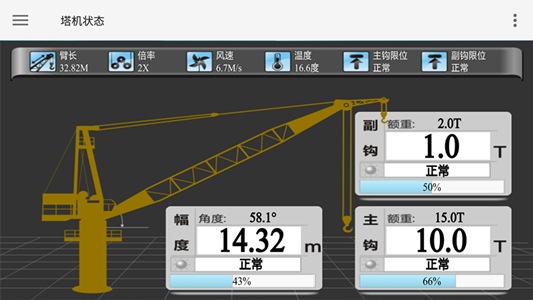 塔机状态
臂长
32.82M
倍率
2X
风速
6.7M/s
温度
16.6度
主钩限位
正常
副钩限位
正常
副钩
额重: 2.0T
1.0 T
正常
50%
幅度
角度: 58.1°
14.32 m
正常
43%
主钩
额重: 15.0T
10.0 T
正常
66%